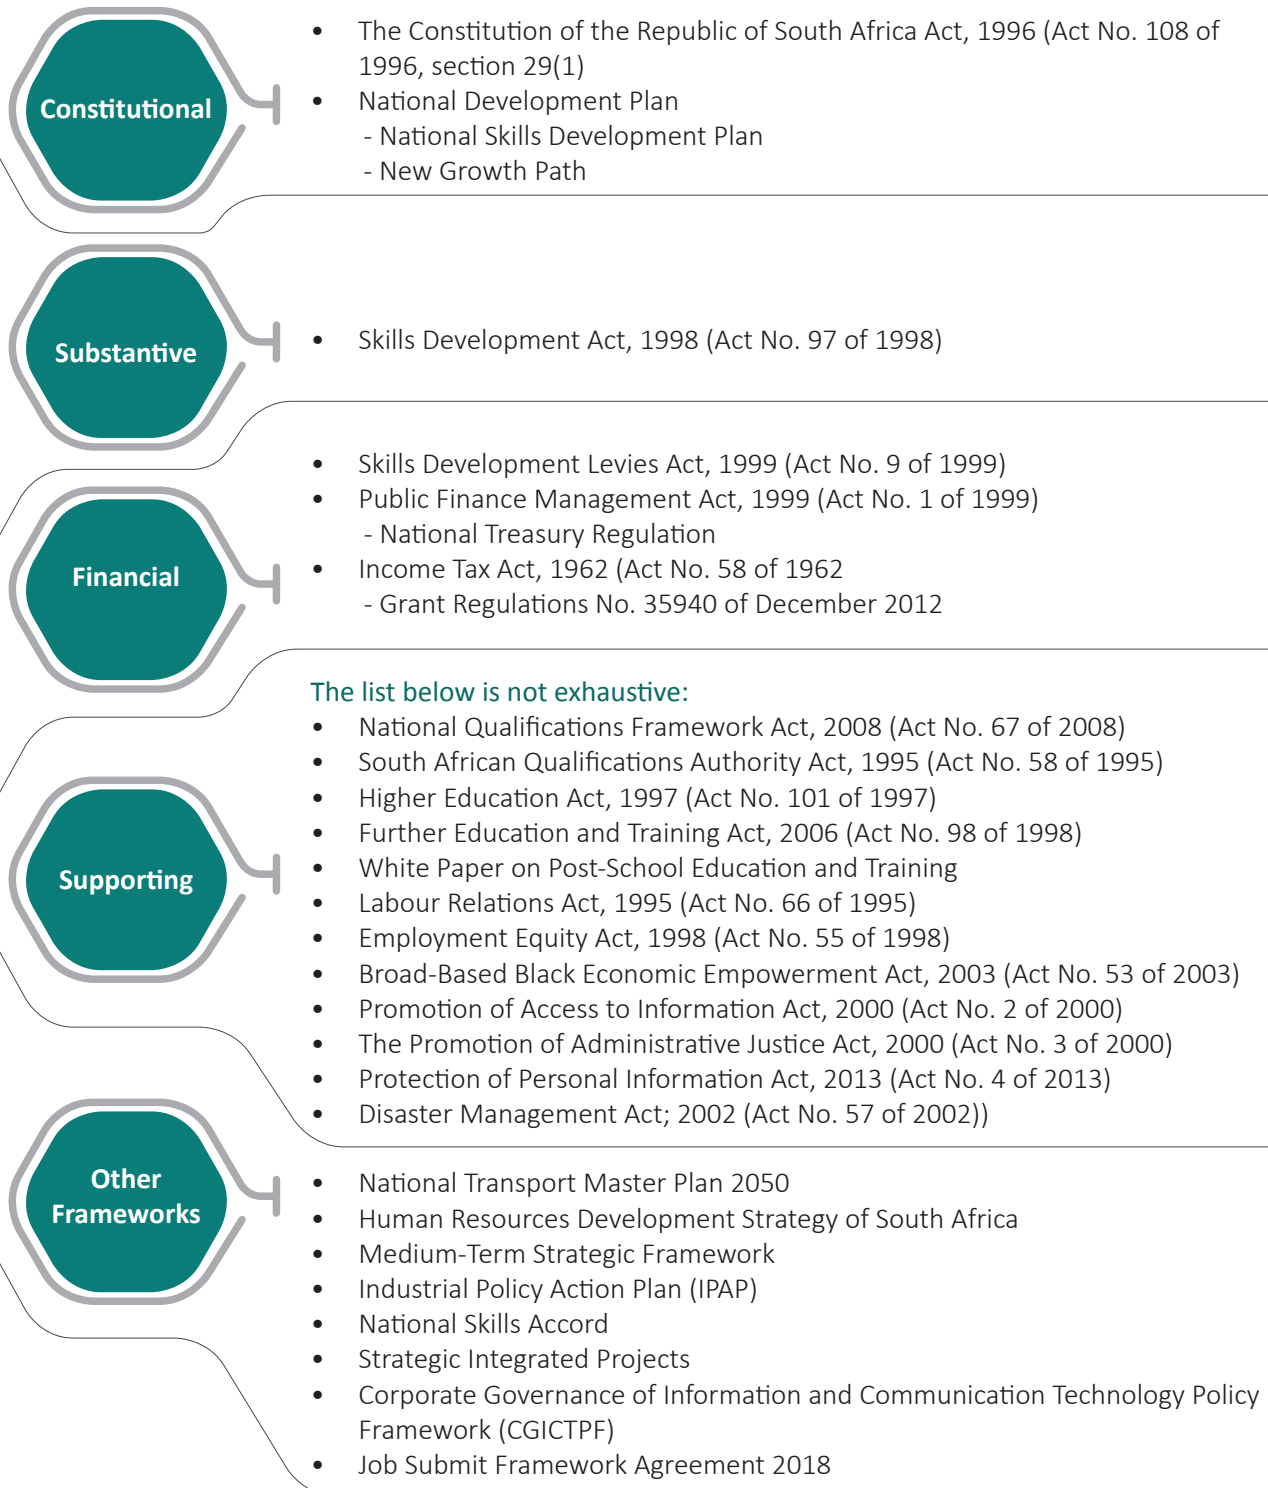 Constitutional
• The Constitution of the Republic of South Africa Act, 1996 (Act No. 108 of
1996, section 29(1)
• National Development Plan
- National Skills Development Plan
- New Growth Path
Substantive
• Skills Development Act, 1998 (Act No. 97 of 1998)
Financial
• Skills Development Levies Act, 1999 (Act No. 9 of 1999)
• Public Finance Management Act, 1999 (Act No. 1 of 1999)
- National Treasury Regulation
• Income Tax Act, 1962 (Act No. 58 of 1962
- Grant Regulations No. 35940 of December 2012
Supporting
The list below is not exhaustive:
• National Qualifications Framework Act, 2008 (Act No. 67 of 2008)
• South African Qualifications Authority Act, 1995 (Act No. 58 of 1995)
• Higher Education Act, 1997 (Act No. 101 of 1997)
• Further Education and Training Act, 2006 (Act No. 98 of 1998)
• White Paper on Post-School Education and Training
• Labour Relations Act, 1995 (Act No. 66 of 1995)
• Employment Equity Act, 1998 (Act No. 55 of 1998)
• Broad-Based Black Economic Empowerment Act, 2003 (Act No. 53 of 2003)
• Promotion of Access to Information Act, 2000 (Act No. 2 of 2000)
• The Promotion of Administrative Justice Act, 2000 (Act No. 3 of 2000)
• Protection of Personal Information Act, 2013 (Act No. 4 of 2013)
• Disaster Management Act; 2002 (Act No. 57 of 2002))
Other
Frameworks
• National Transport Master Plan 2050
• Human Resources Development Strategy of South Africa
• Medium-Term Strategic Framework
• Industrial Policy Action Plan (IPAP)
• National Skills Accord
• Strategic Integrated Projects
• Corporate Governance of Information and Communication Technology Policy
Framework (CGICTPF)
• Job Submit Framework Agreement 2018